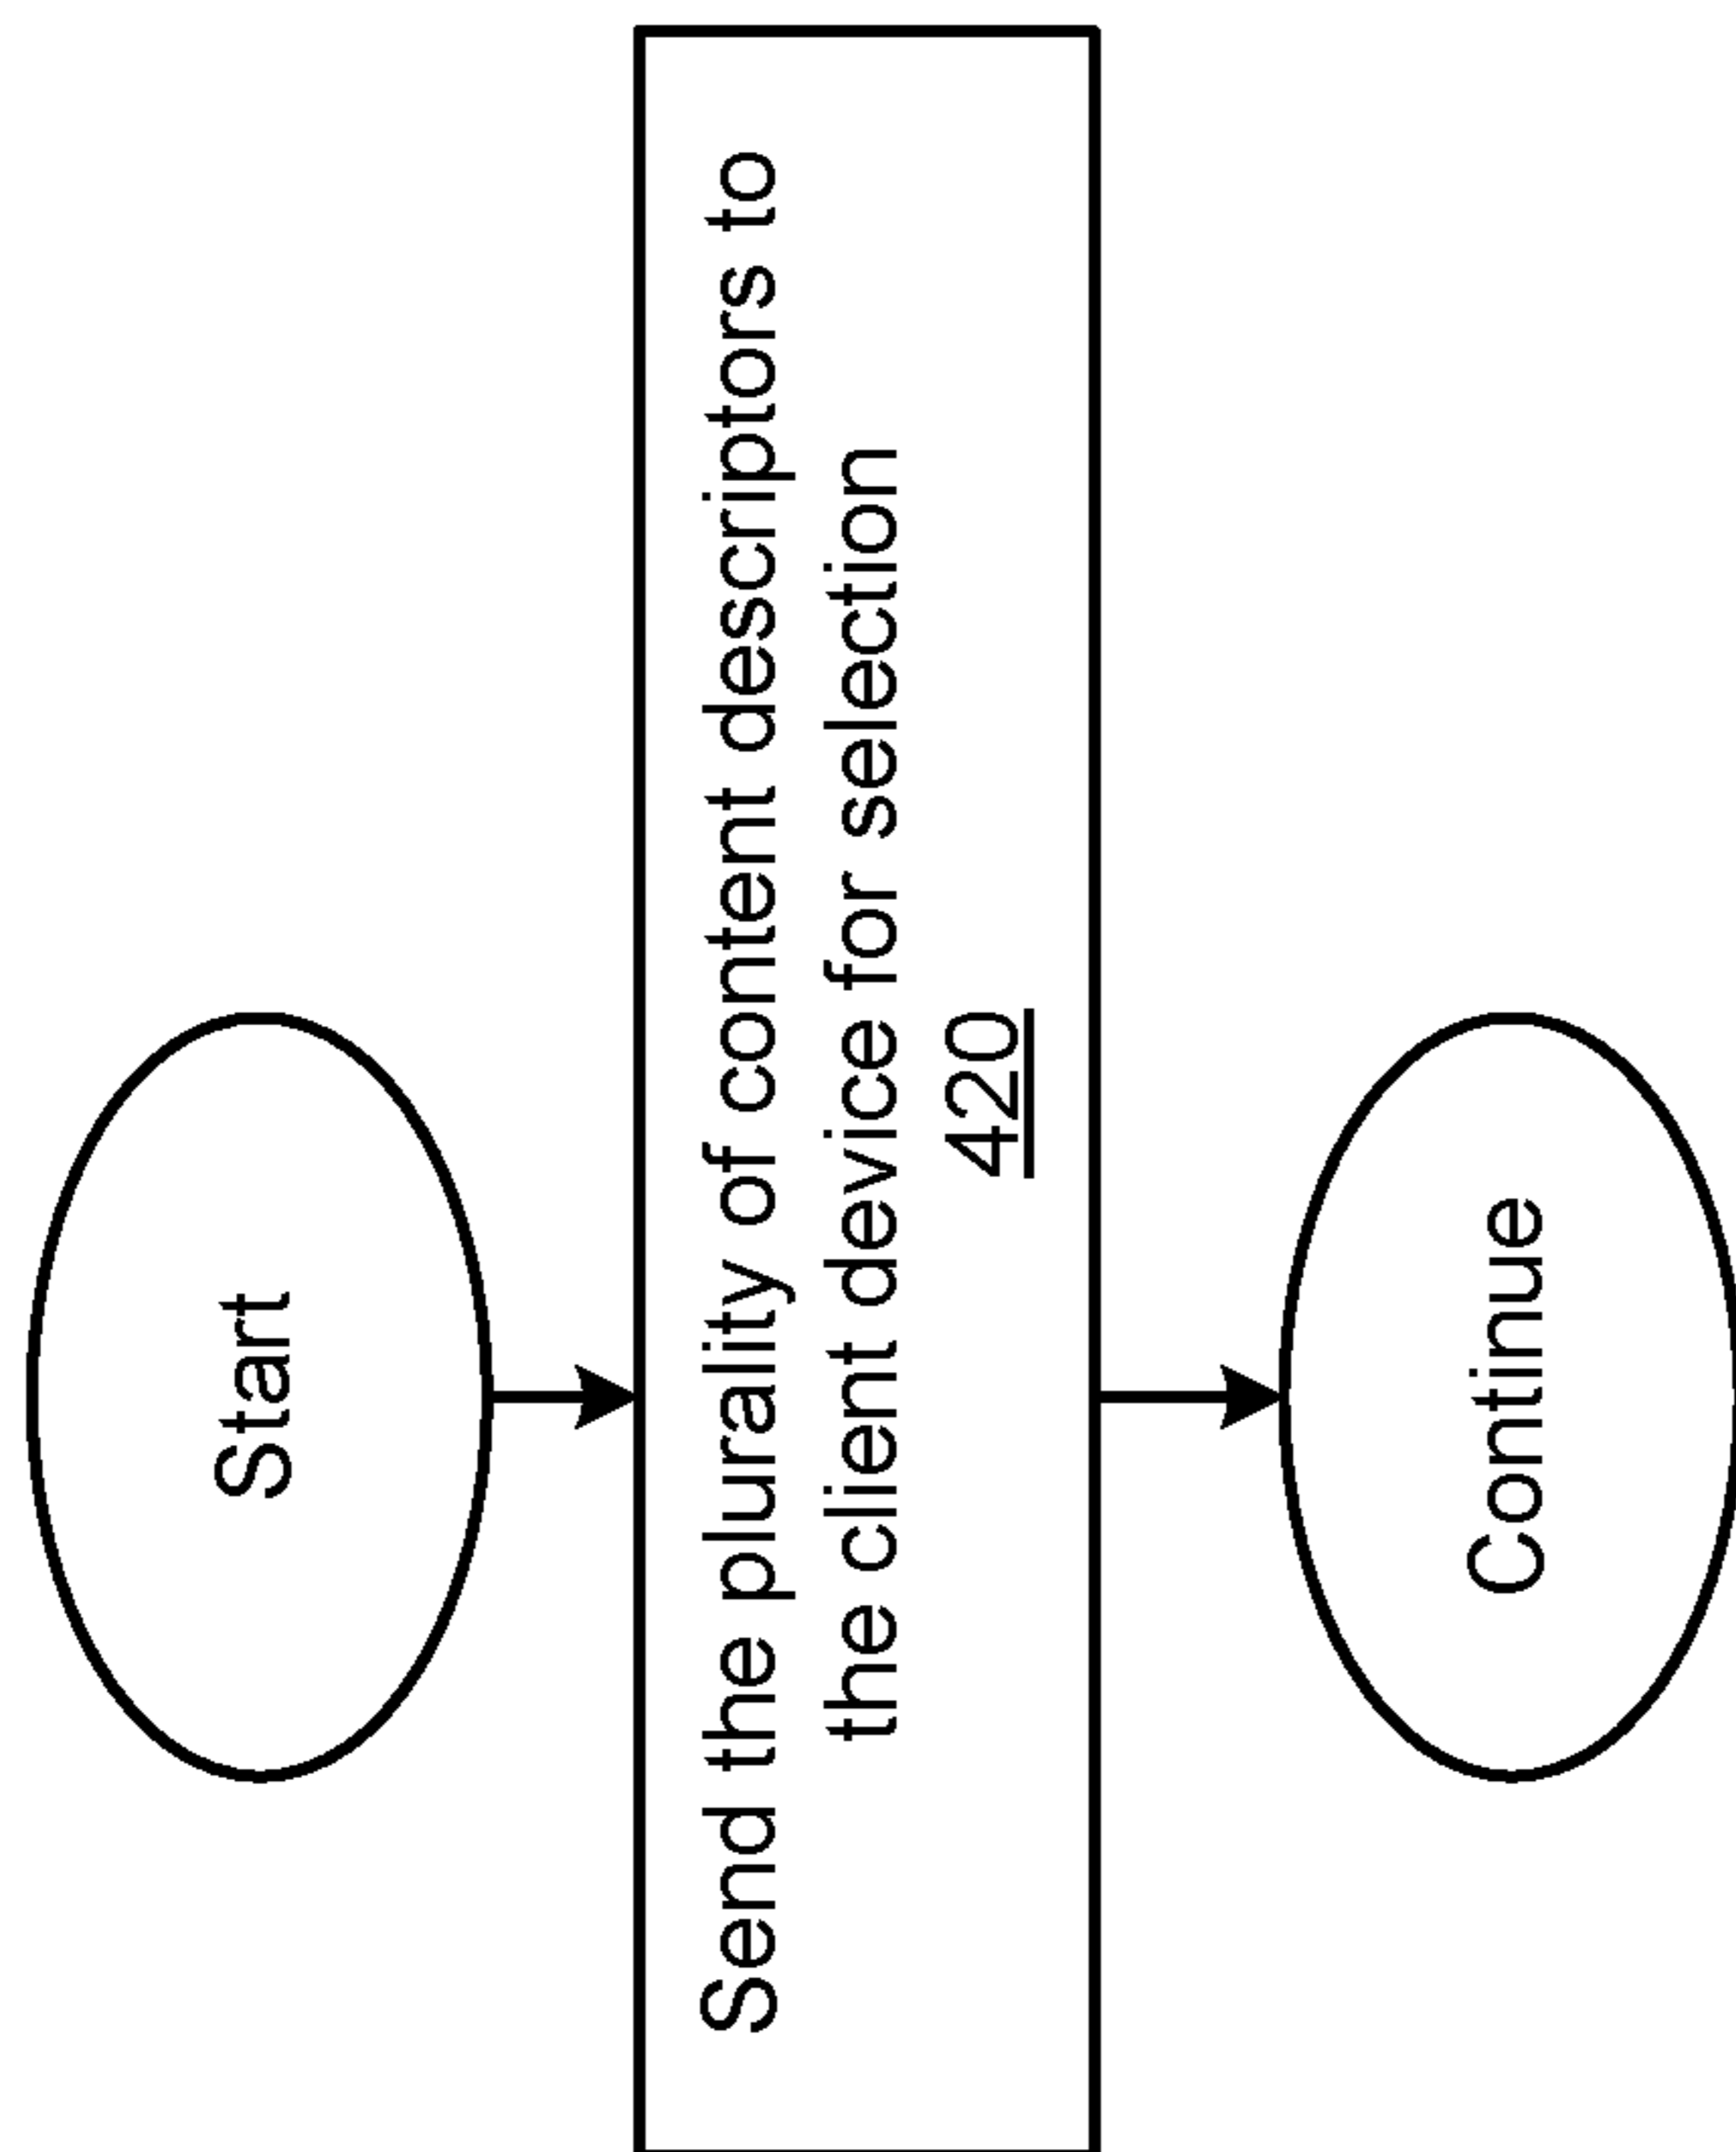 Start
Send the plurality of content descriptors to
the client device for selection
420
Continue